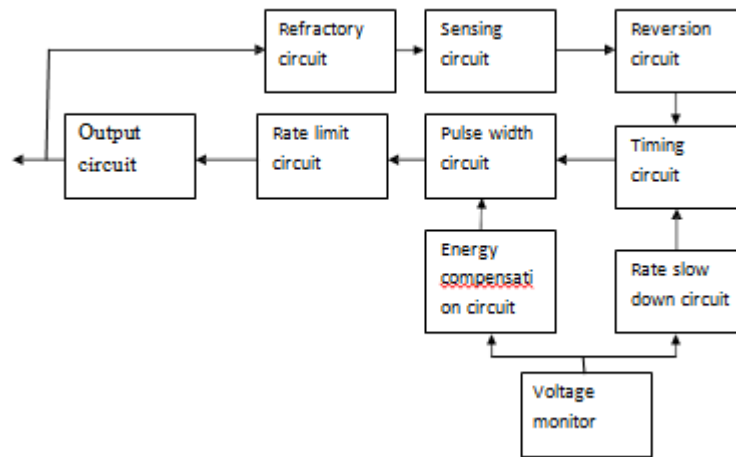 Refractory
circuit
Sensing
circuit
Reversion
circuit
Output
circuit
Rate limit
circuit
Pulse width
circuit
Timing
circuit
Energy
compensati
on circuit
Rate slow
down circuit
Voltage
monitor